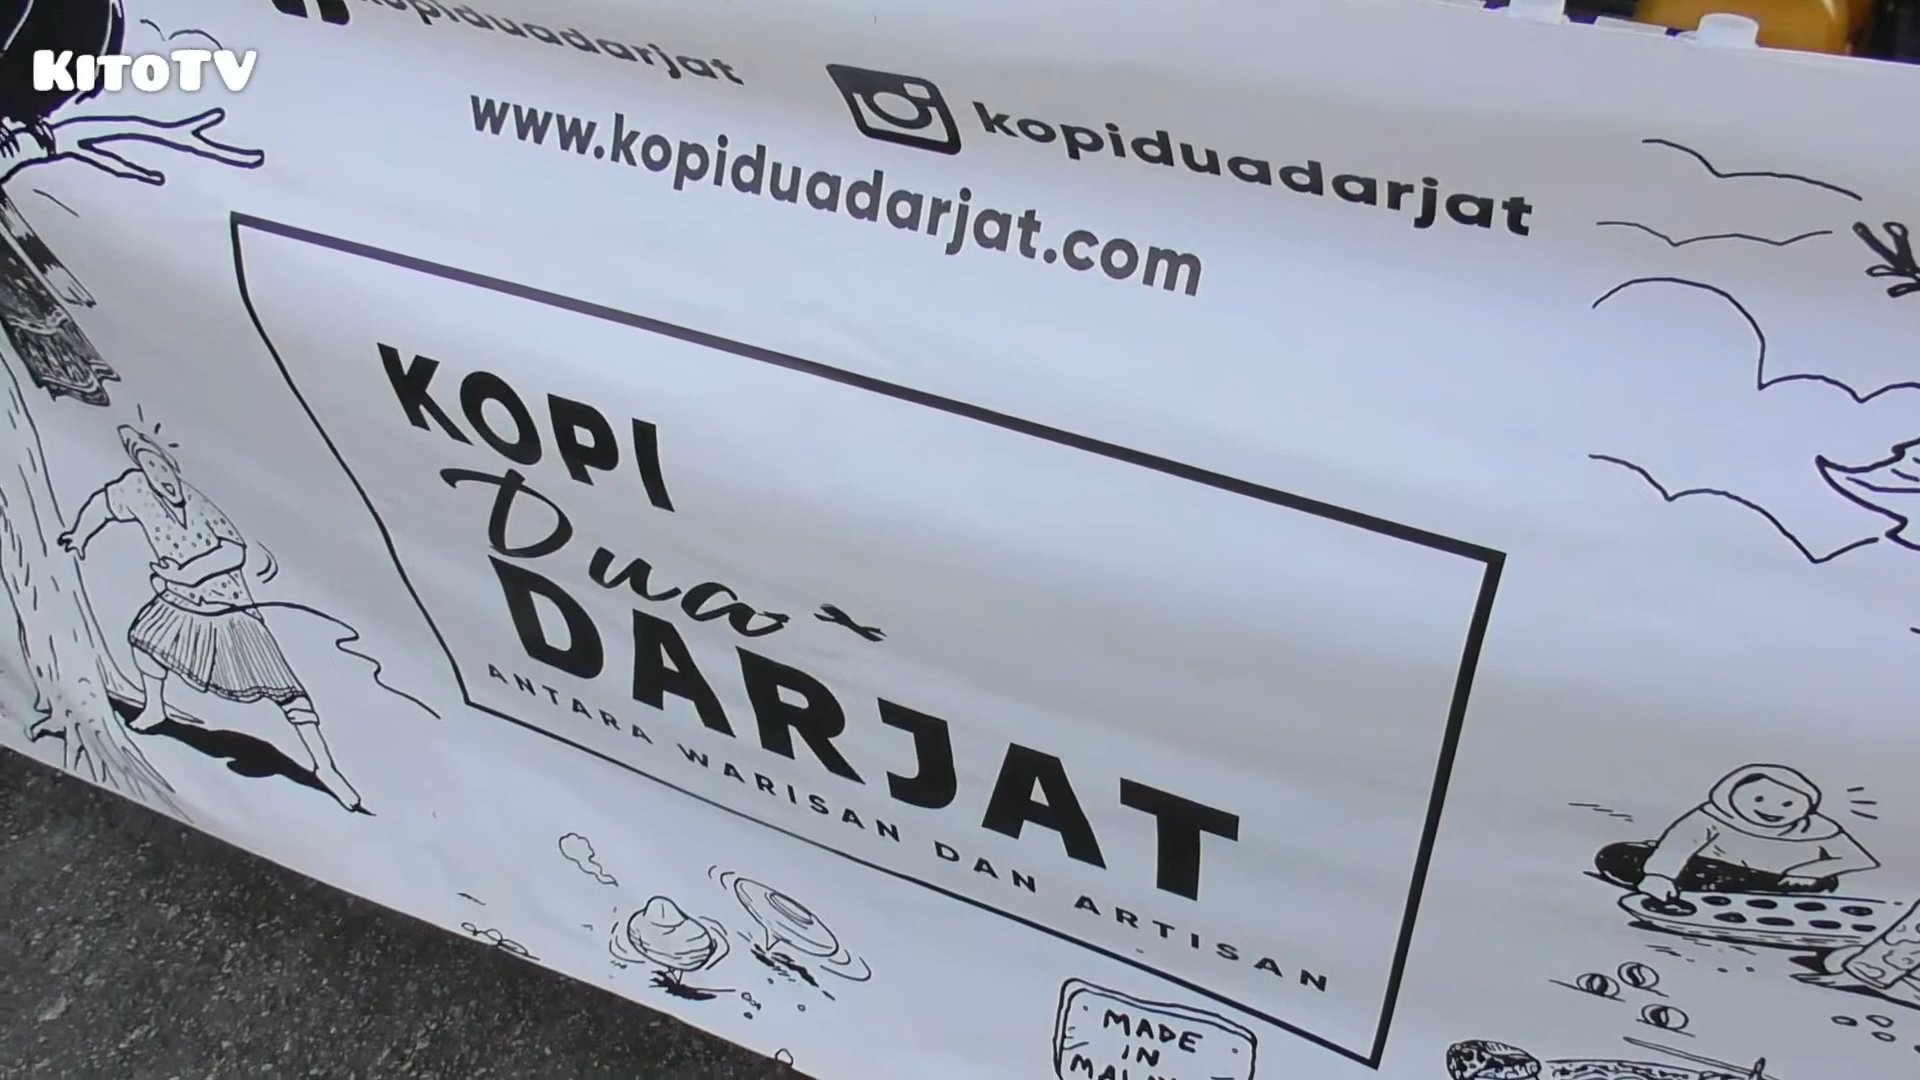 KITOTV
kopiduadarjat
kopiduadarjat
www.kopiduadarjat.com
KOPI
Dua
DARJAT
ANTARA WARISAN DAN ARTISAN
MADE
IN